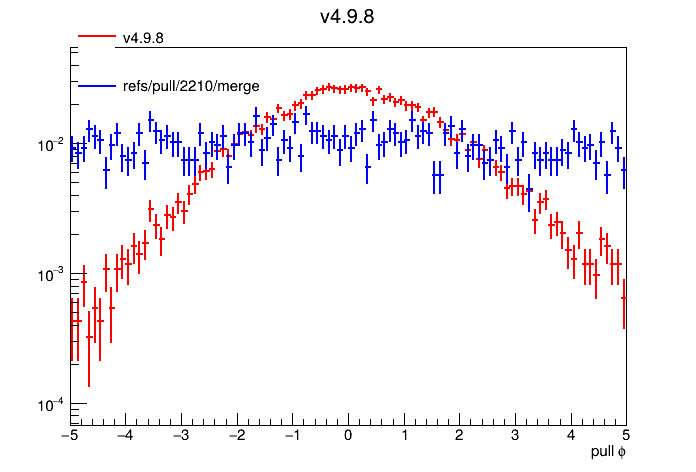 v4.9.8
v4.9.8
refs/pull/2210/merge
10⁻²
10⁻³
10⁻⁴
−5 −4 −3 −2 −1 0 1 2 3 4 5
pull ϕ